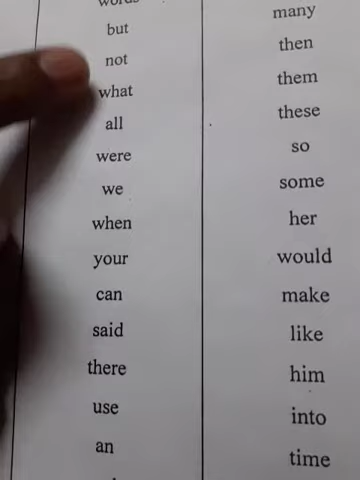 words
but
not
what
all
were
we
when
your
can
said
there
use
an
many
then
them
these
so
some
her
would
make
like
him
into
time